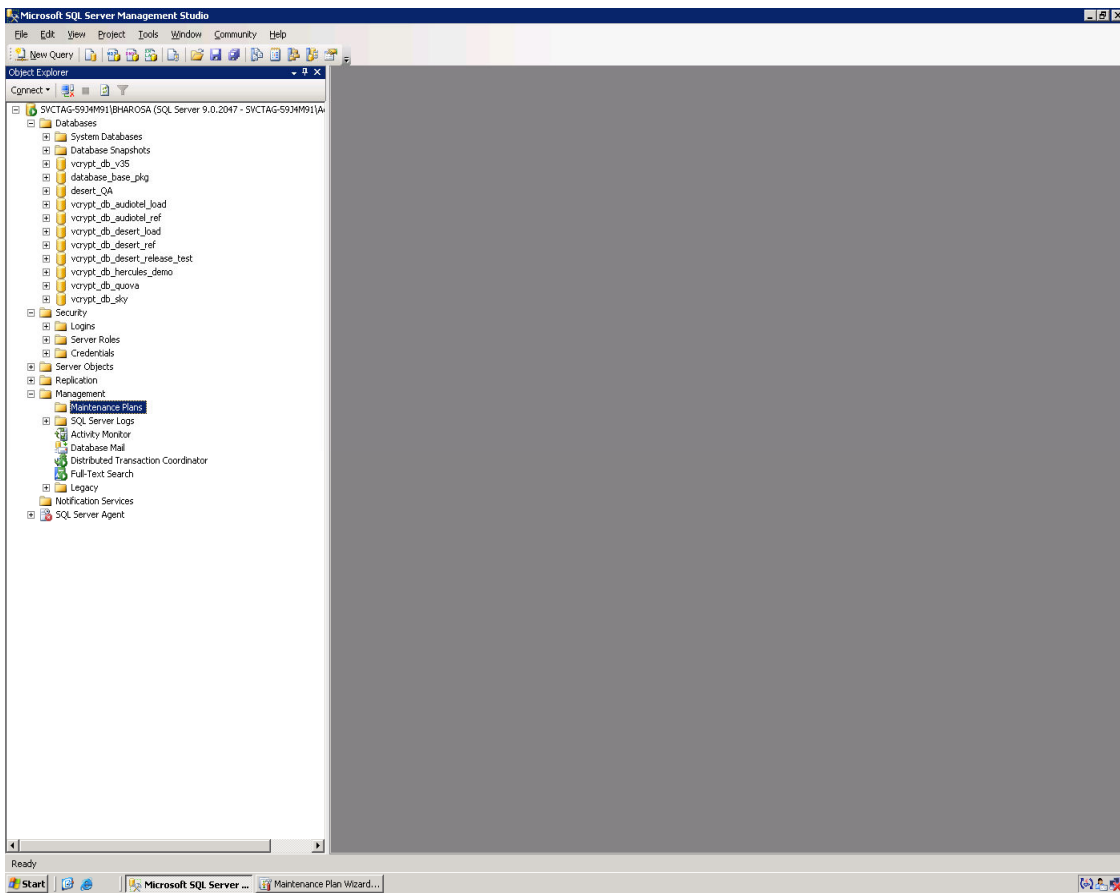 Microsoft SQL Server Management Studio
File Edit View Project Tools Window Community Help
New Query
Object Explorer
Connect
SVCTAG-59J4M91\BHAROSA (SQL Server 9.0.2047 - SVCTAG-59J4M91\A
Databases
System Databases
Database Snapshots
vcrypt_db_v35
database_base_pkg
desert_QA
vcrypt_db_audiotel_load
vcrypt_db_audiotel_ref
vcrypt_db_desert_load
vcrypt_db_desert_ref
vcrypt_db_desert_release_test
vcrypt_db_hercules_demo
vcrypt_db_quova
vcrypt_db_sky
Security
Logins
Server Roles
Credentials
Server Objects
Replication
Management
Maintenance Plans
SQL Server Logs
Activity Monitor
Database Mail
Distributed Transaction Coordinator
Full-Text Search
Legacy
Notification Services
SQL Server Agent
Ready
Start Microsoft SQL Server ... Maintenance Plan Wizard...